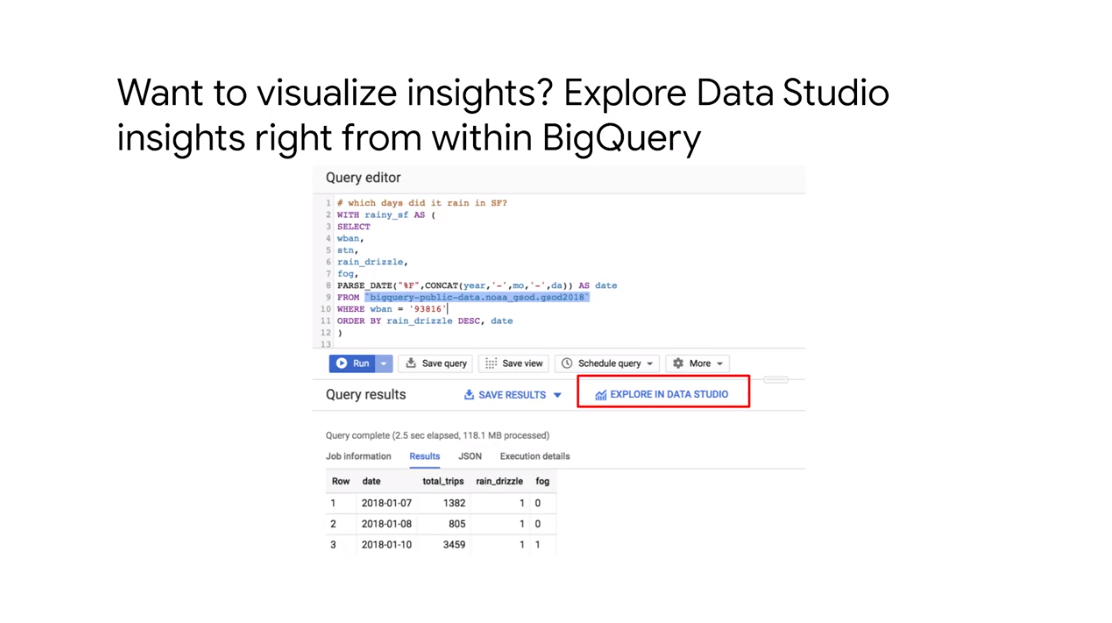 Want to visualize insights? Explore Data Studio
insights right from within BigQuery
Query editor
1 # which days did it rain in SF?
2 WITH rainy_sf AS (
3 SELECT
4 wban,
5 stn,
6 rain_drizzle,
7 fog,
8 PARSE_DATE("%F",CONCAT(year,'-',mo,'-',da)) AS date
9 FROM `bigquery-public-data.noaa_gsod.gsod2018`
10 WHERE wban = '93816'
11 ORDER BY rain_drizzle DESC, date
12 )
13
Run Save query Save view Schedule query More
Query results SAVE RESULTS EXPLORE IN DATA STUDIO
Query complete (2.5 sec elapsed, 118.1 MB processed)
Job information Results JSON Execution details
Row date total_trips rain_drizzle fog
1 2018-01-07 1382 1 0
2 2018-01-08 805 1 0
3 2018-01-10 3459 1 1